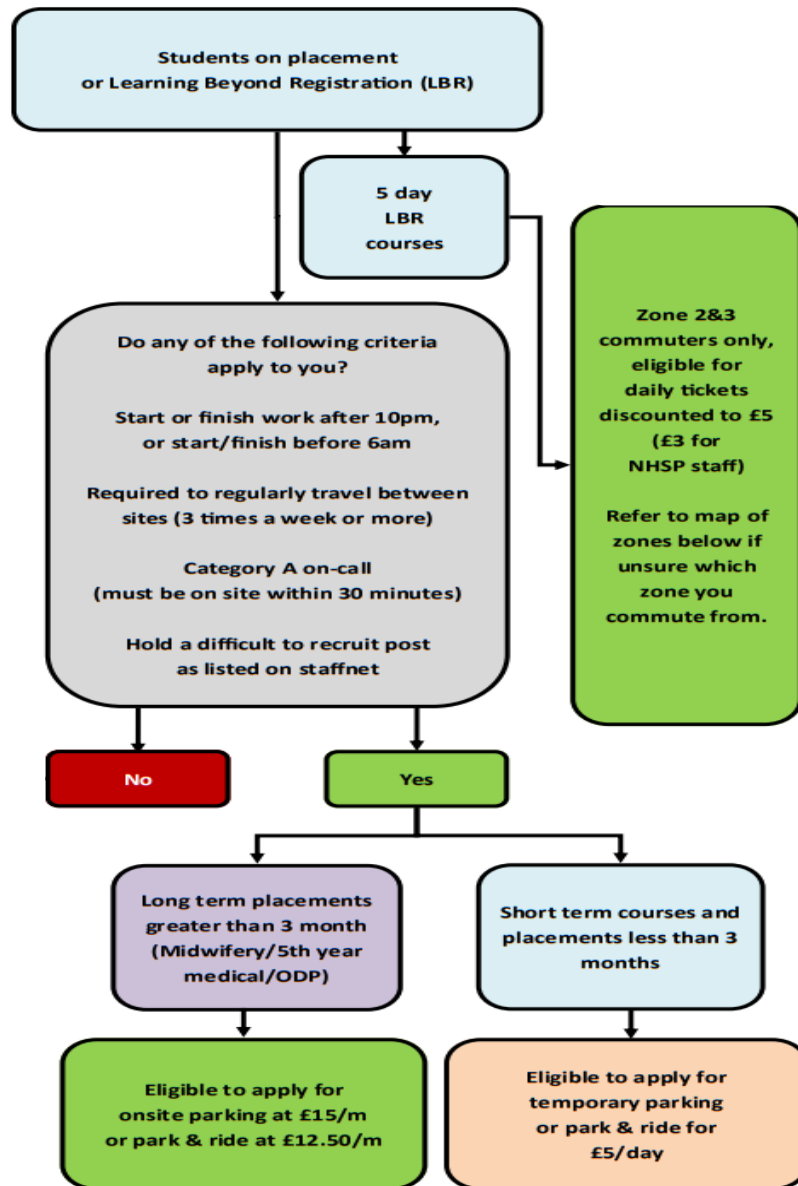 Students on placement
or Learning Beyond Registration (LBR)
5 day
LBR
courses
Zone 2&3
commuters only,
eligible for
daily tickets
discounted to £5
(£3 for
NHSP staff)
Refer to map of
zones below if
unsure which
zone you
commute from.
Do any of the following criteria
apply to you?
Start or finish work after 10pm,
or start/finish before 6am
Required to regularly travel between
sites (3 times a week or more)
Category A on-call
(must be on site within 30 minutes)
Hold a difficult to recruit post
as listed on staffnet
No
Yes
Long term placements
greater than 3 month
(Midwifery/5th year
medical/ODP)
Short term courses and
placements less than 3
months
Eligible to apply for
onsite parking at £15/m
or park & ride at £12.50/m
Eligible to apply for
temporary parking
or park & ride for
£5/day